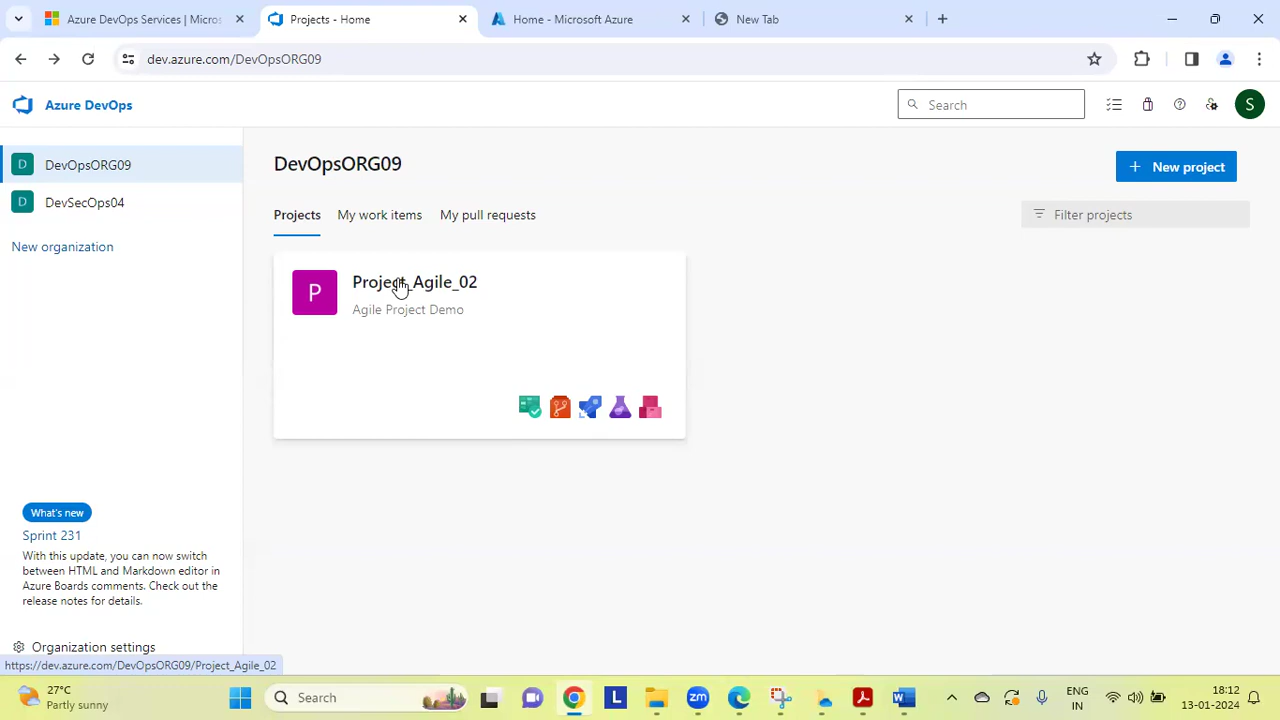 Azure DevOps Services | Micros
Projects - Home
Home - Microsoft Azure
New Tab
dev.azure.com/DevOpsORG09
Azure DevOps
Search
S
D DevOpsORG09
D DevSecOps04
New organization
DevOpsORG09
New project
Projects
My work items
My pull requests
Filter projects
P
Project_Agile_02
Agile Project Demo
What's new
Sprint 231
With this update, you can now switch
between HTML and Markdown editor in
Azure Boards comments. Check out the
release notes for details.
Organization settings
https://dev.azure.com/DevOpsORG09/Project_Agile_02
27°C
Partly sunny
Search
L
zm
W
ENG
IN
18:12
13-01-2024